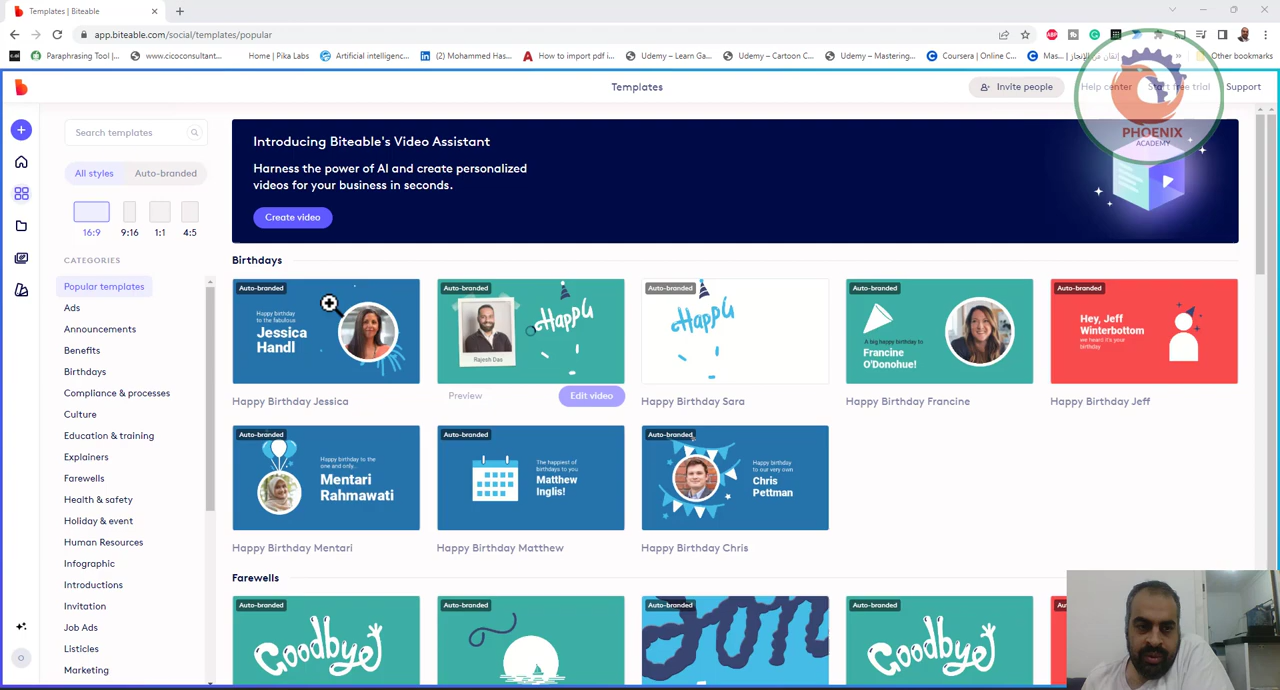 Templates | Biteable
app.biteable.com/social/templates/popular
Paraphrasing Tool |...
www.cicoconsultant...
Home | Pika Labs
Artificial intelligenc...
(2) Mohammed Has...
How to import pdf i...
Udemy – Learn Ga...
Udemy – Cartoon C...
Udemy – Mastering...
Coursera | Online C...
Other bookmarks
Templates
Invite people
Help center
Start free trial
Support
PHOENIX
ACADEMY
Search templates
All styles
Auto-branded
16:9
9:16
1:1
4:5
CATEGORIES
Popular templates
Ads
Announcements
Benefits
Birthdays
Compliance & processes
Culture
Education & training
Explainers
Farewells
Health & safety
Holiday & event
Human Resources
Infographic
Introductions
Invitation
Job Ads
Listicles
Marketing
Introducing Biteable's Video Assistant
Harness the power of AI and create personalized
videos for your business in seconds.
Create video
Birthdays
Auto-branded
Happy birthday
to the fabulous
Jessica
Handl
Happy Birthday Jessica
Auto-branded
Rajesh Das
Happy
Preview
Edit video
Auto-branded
Happy
Happy Birthday Sara
Auto-branded
A big happy birthday to
Francine
O'Donohue!
Happy Birthday Francine
Auto-branded
Hey, Jeff
Winterbottom
we heard it's your
birthday
Happy Birthday Jeff
Auto-branded
Happy birthday to the
one and only...
Mentari
Rahmawati
Happy Birthday Mentari
Auto-branded
The happiest of
birthdays to you
Matthew
Inglis!
Happy Birthday Matthew
Auto-branded
Happy birthday
to our very own
Chris
Pettman
Happy Birthday Chris
Farewells
Auto-branded
Goodbye
Auto-branded
Auto-branded
Auto-branded
Goodbye